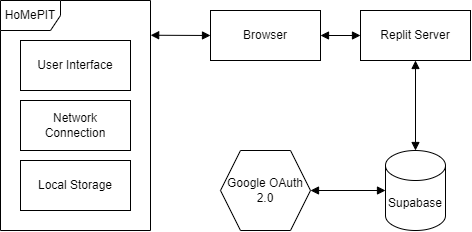 HoMePIT
User Interface
Network
Connection
Local Storage
Browser
Replit Server
Google OAuth
2.0
Supabase